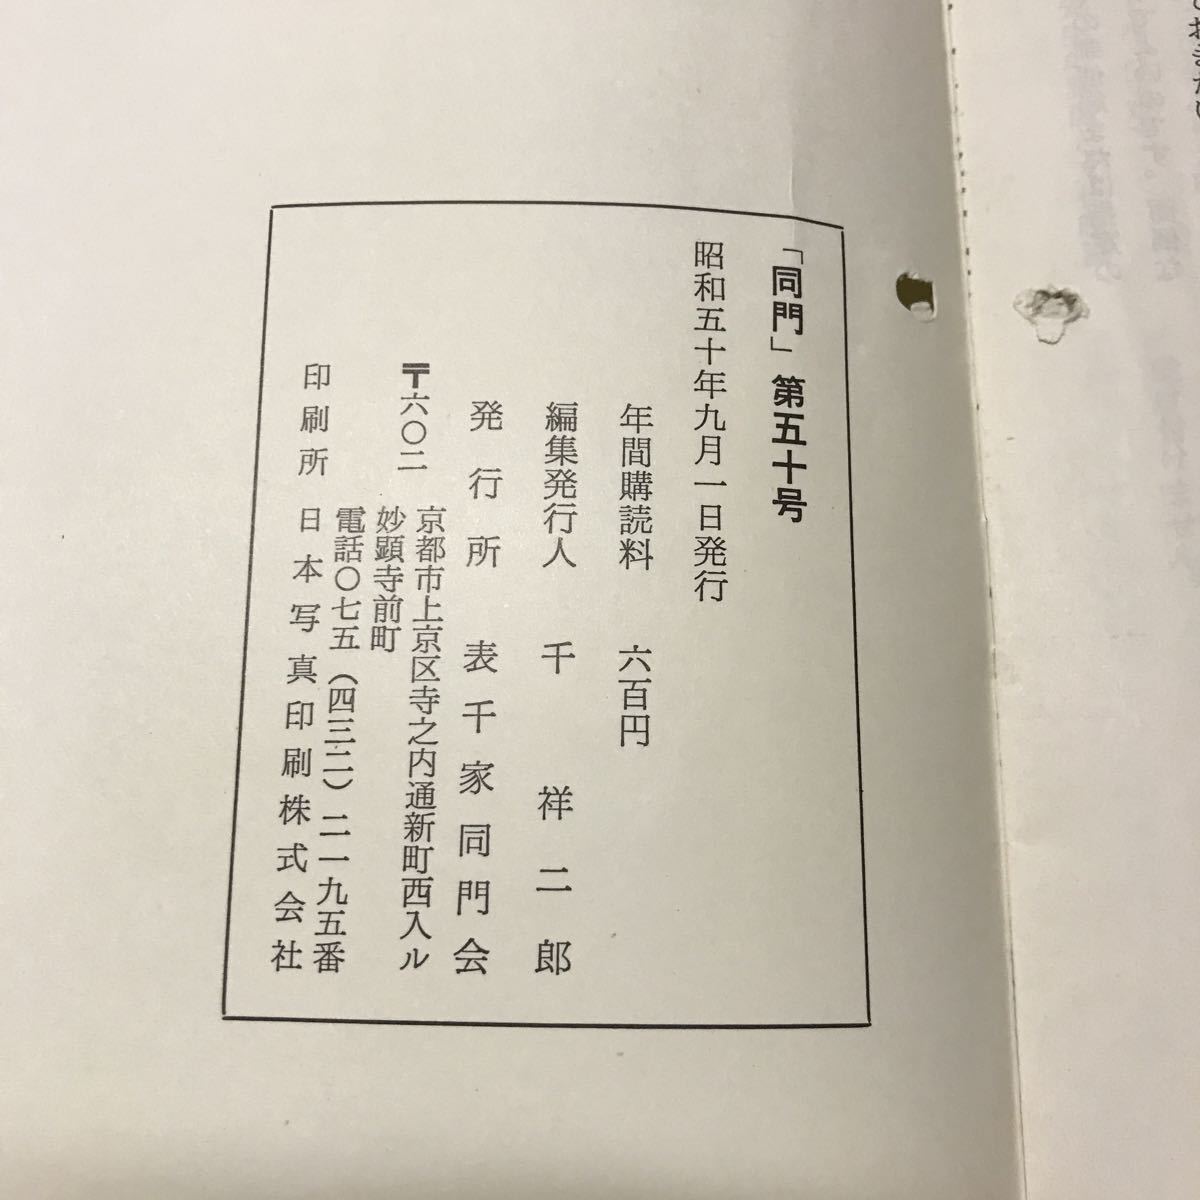 「同門」第五十号
昭和五十年九月一日発行
年間購読料 六百円
編集発行人 千祥二郎
発行所 表千家同門会
〒六〇二 京都市上京区寺之内通新町西入ル
妙顕寺前町
電話〇七五(四三二)二一九五番
印刷所 日本写真印刷株式会社